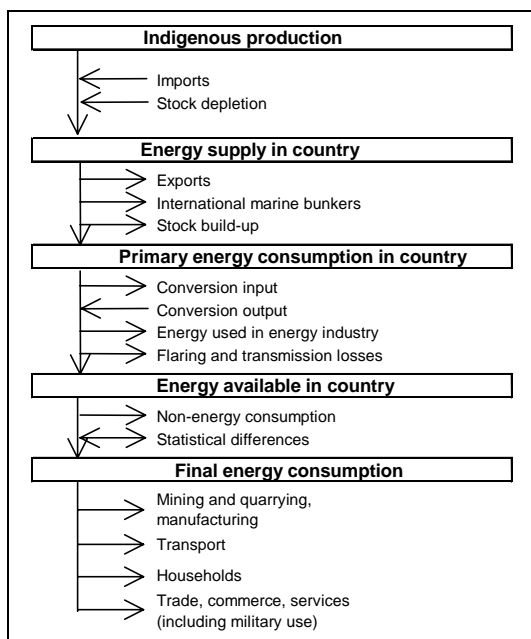 Indigenous production
Imports
Stock depletion
Energy supply in country
Exports
International marine bunkers
Stock build-up
Primary energy consumption in country
Conversion input
Conversion output
Energy used in energy industry
Flaring and transmission losses
Energy available in country
Non-energy consumption
Statistical differences
Final energy consumption
Mining and quarrying,
manufacturing
Transport
Households
Trade, commerce, services
(including military use)